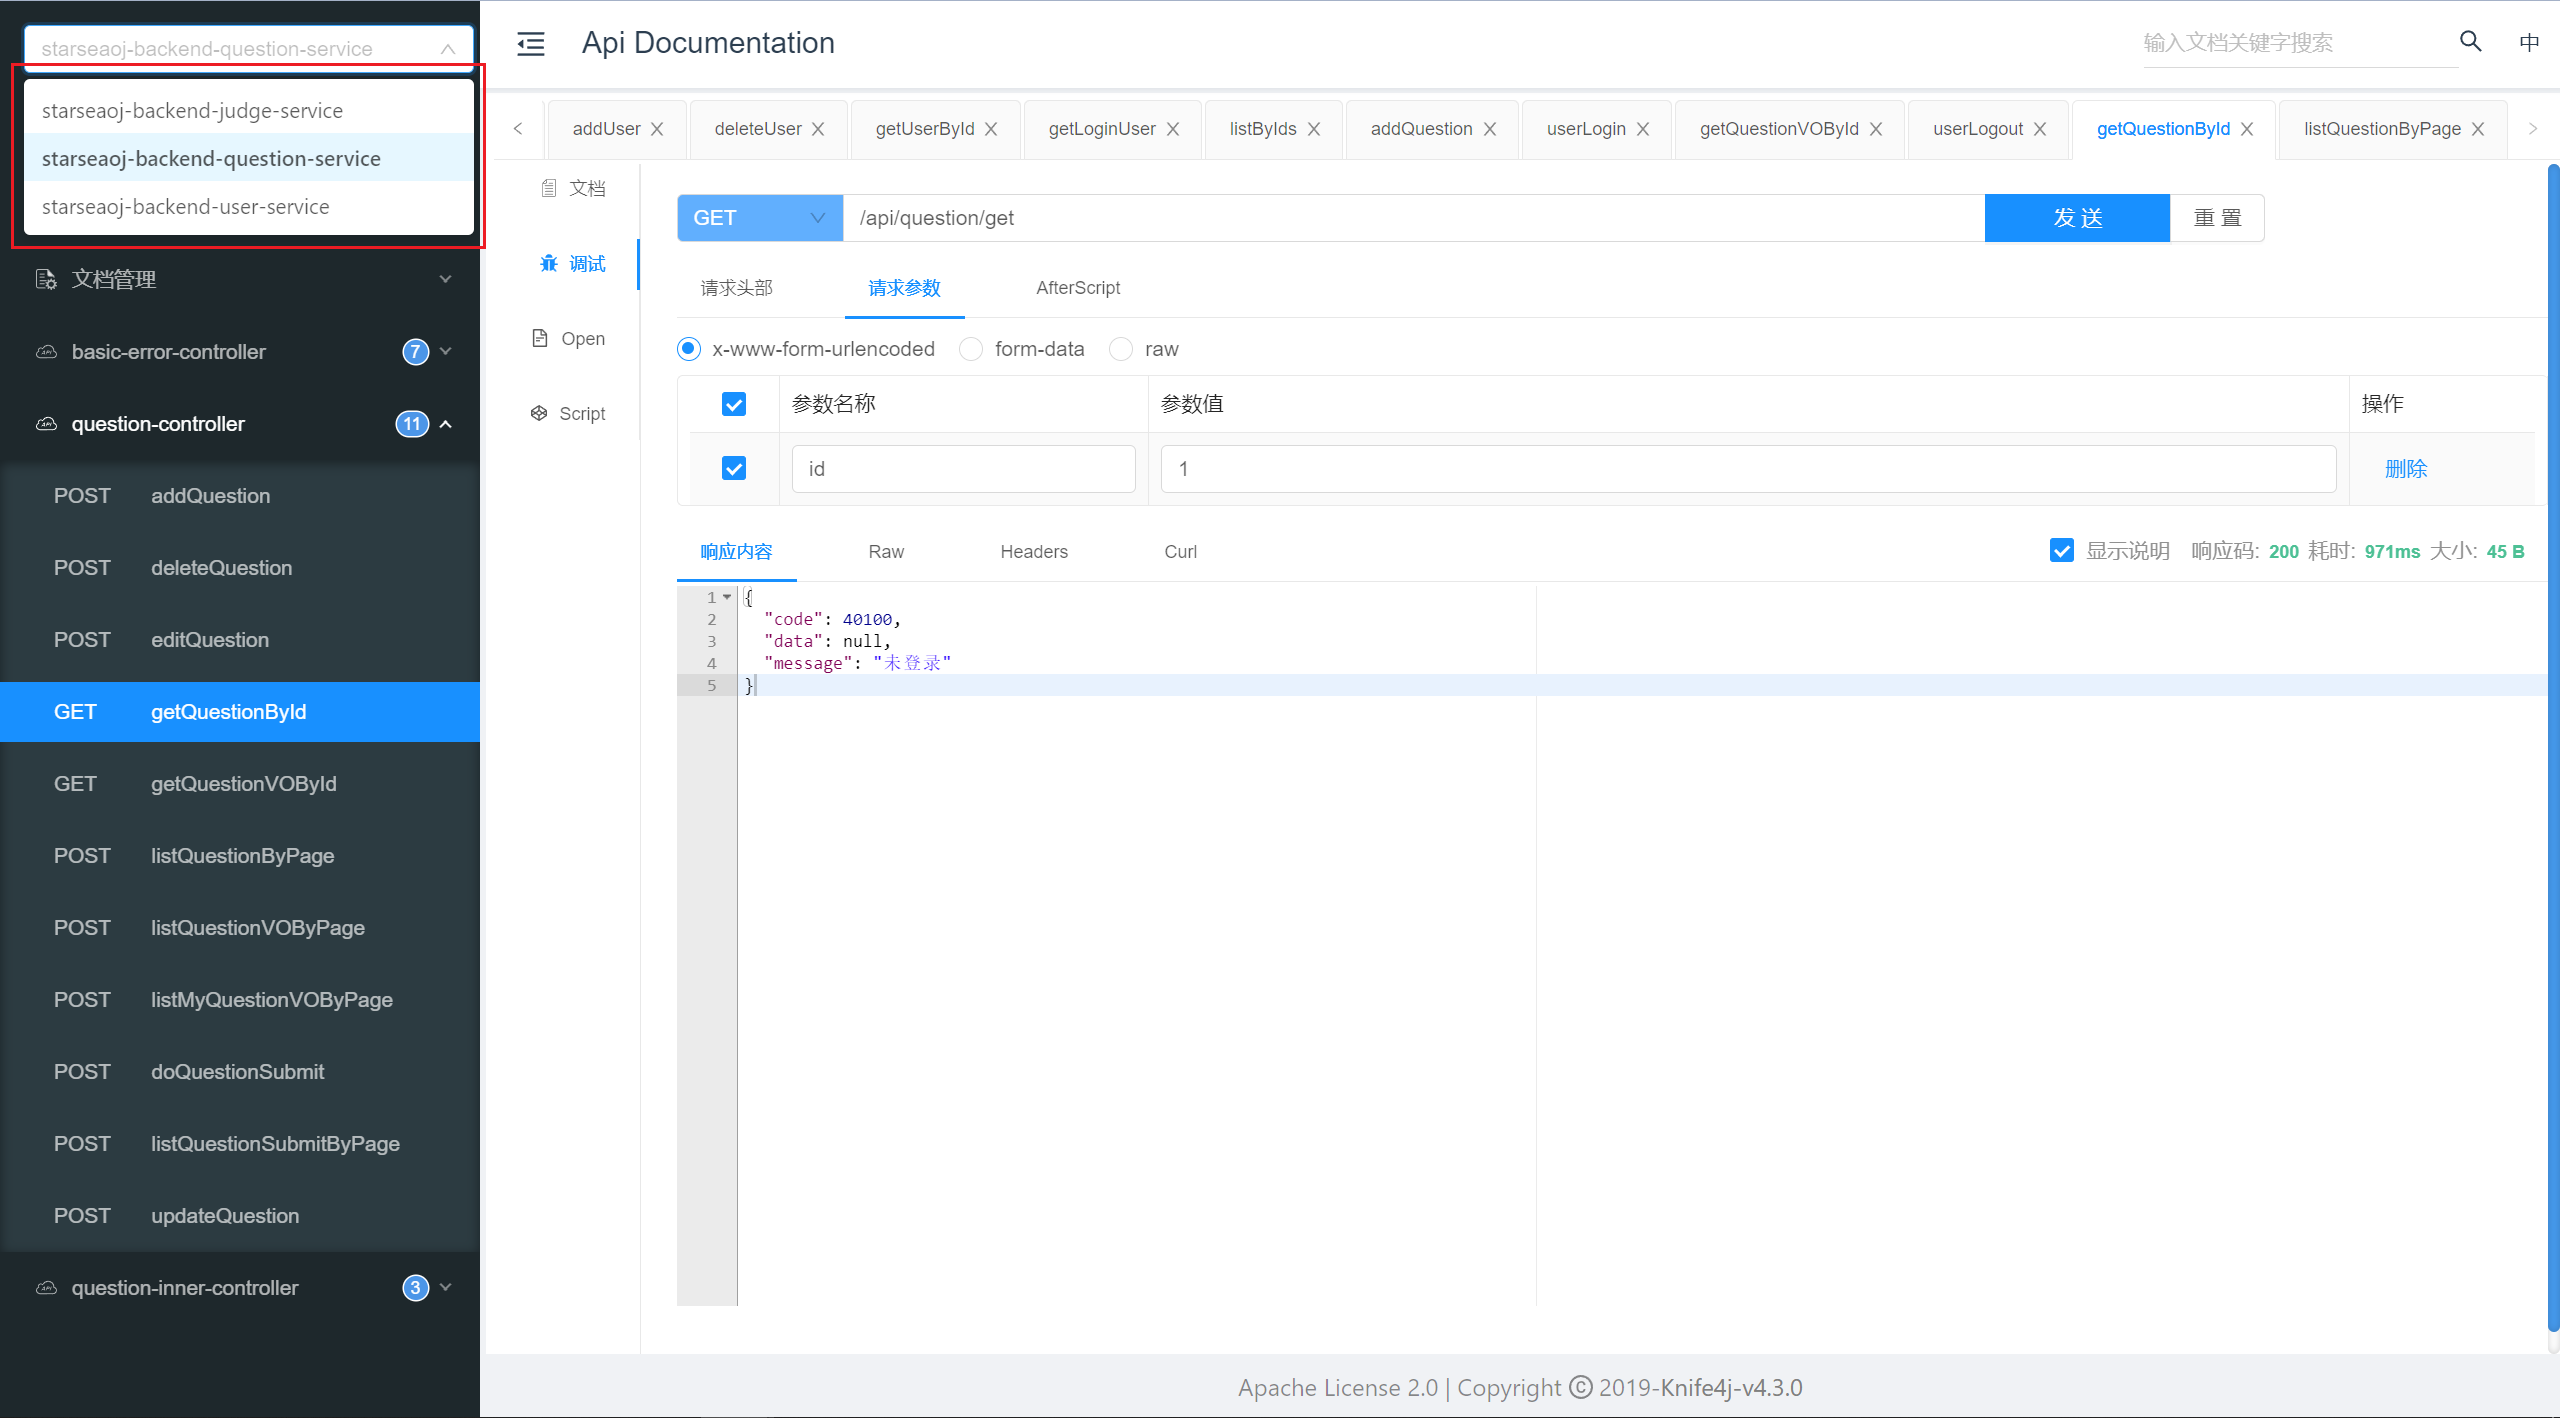 starseaoj-backend-question-service
starseaoj-backend-judge-service
starseaoj-backend-question-service
starseaoj-backend-user-service
文档管理
basic-error-controller 7
question-controller 11
POST addQuestion
POST deleteQuestion
POST editQuestion
GET getQuestionById
GET getQuestionVOById
POST listQuestionByPage
POST listQuestionVOByPage
POST listMyQuestionVOByPage
POST doQuestionSubmit
POST listQuestionSubmitByPage
POST updateQuestion
question-inner-controller 3
Api Documentation
输入文档关键字搜索
中
addUser
deleteUser
getUserById
getLoginUser
listByIds
addQuestion
userLogin
getQuestionVOById
userLogout
getQuestionById
listQuestionByPage
文档
调试
Open
Script
GET /api/question/get 发 送 重 置
请求头部 请求参数 AfterScript
x-www-form-urlencoded form-data raw
参数名称 参数值 操作
id 1 删除
响应内容 Raw Headers Curl
显示说明 响应码: 200 耗时: 971ms 大小: 45 B
1 {
2 "code": 40100,
3 "data": null,
4 "message": "未登录"
5 }
Apache License 2.0 | Copyright © 2019-Knife4j-v4.3.0